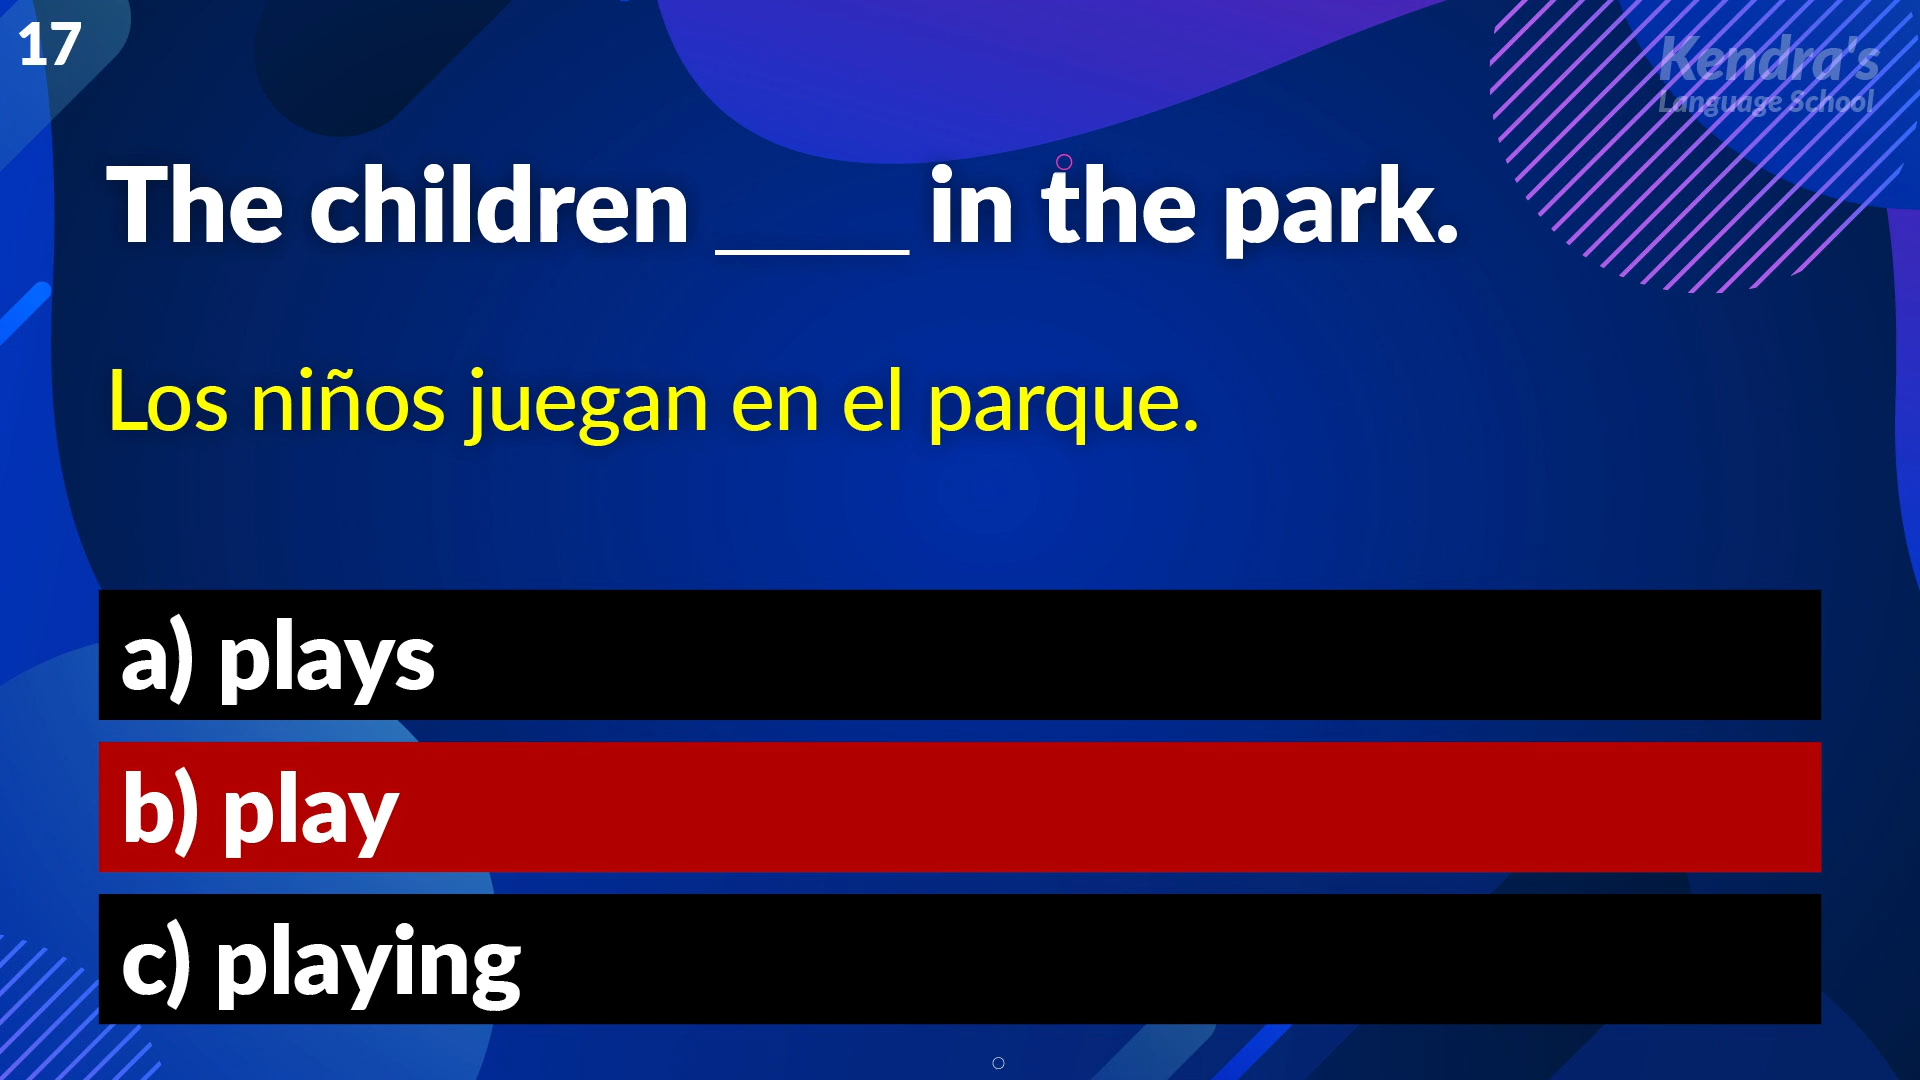 17
Kendra's
Language School
The children ____ in the park.
Los niños juegan en el parque.
a) plays
b) play
c) playing